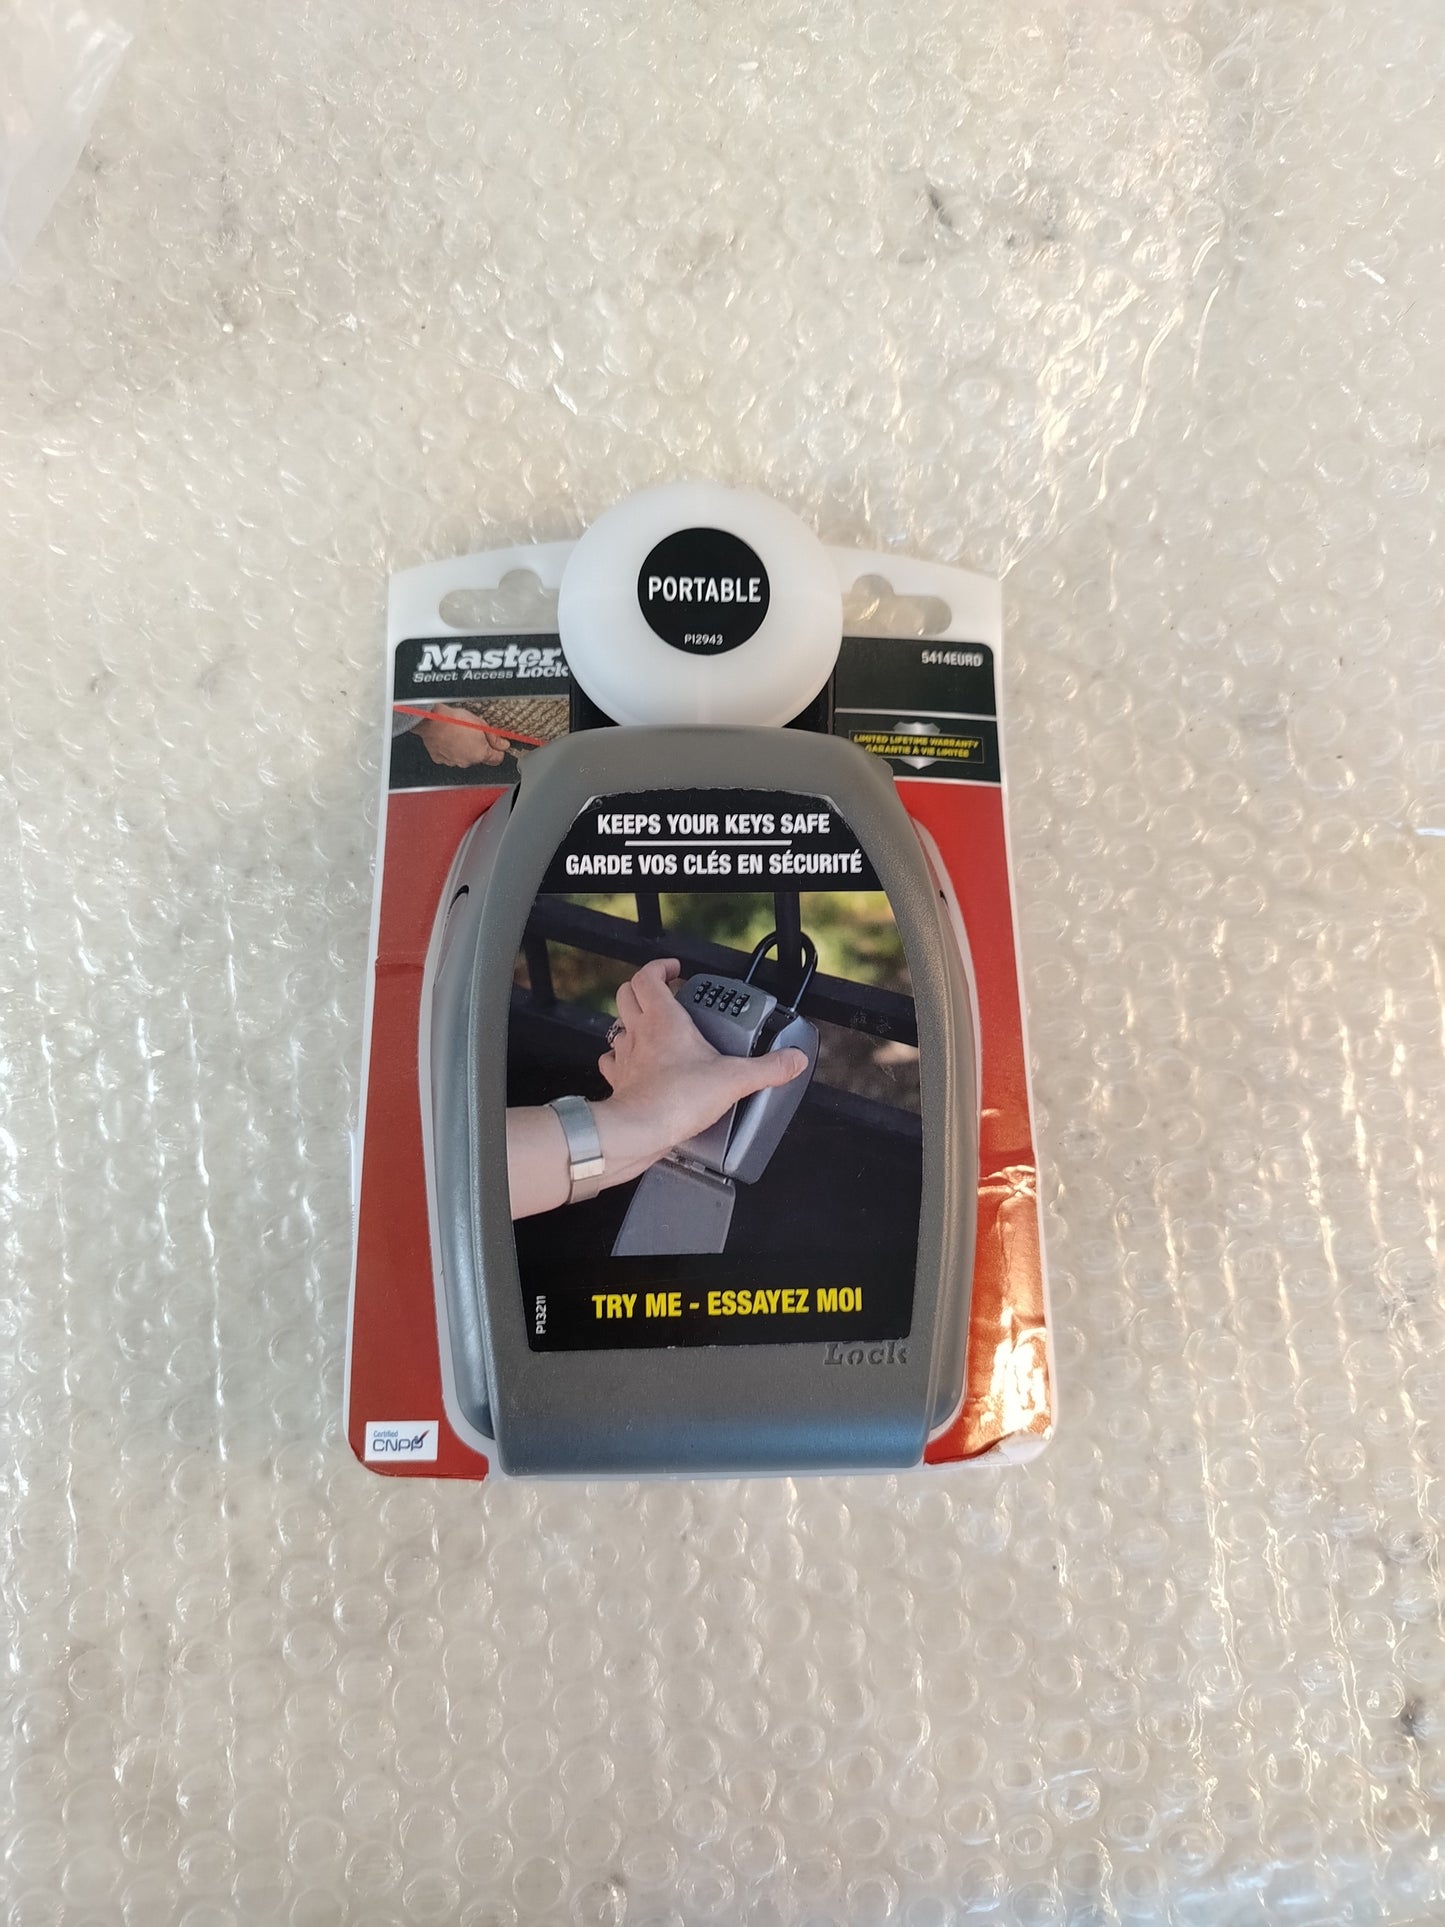 PORTABLE
P12943
Master
Lock
Select Access
5414EURD
LIMITED LIFETIME WARRANTY
GARANTIE À VIE LIMITÉE
KEEPS YOUR KEYS SAFE
GARDE VOS CLÉS EN SÉCURITÉ
TRY ME - ESSAYEZ MOI
P13211
Lock
Certified
CNPP